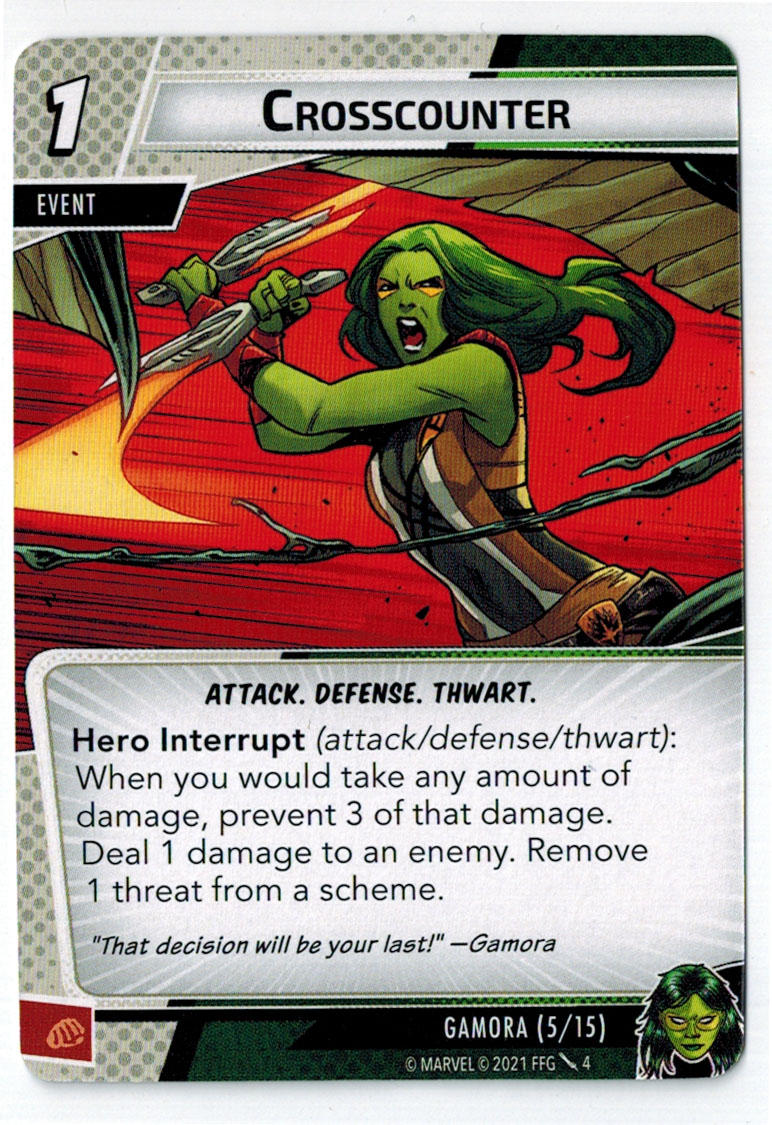 1
CROSSCOUNTER
EVENT
ATTACK. DEFENSE. THWART.
Hero Interrupt (attack/defense/thwart):
When you would take any amount of
damage, prevent 3 of that damage.
Deal 1 damage to an enemy. Remove
1 threat from a scheme.
"That decision will be your last!" —Gamora
GAMORA (5/15)
© MARVEL © 2021 FFG 4